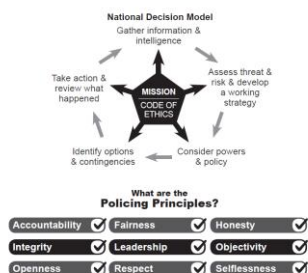 National Decision Model
Gather information &
intelligence
Assess threat &
risk & develop
a working
strategy
Consider powers
& policy
Identify options
& contingencies
Take action &
review what
happened
MISSION
CODE OF
ETHICS
What are the
Policing Principles?
Accountability Fairness Honesty
Integrity Leadership Objectivity
Openness Respect Selflessness